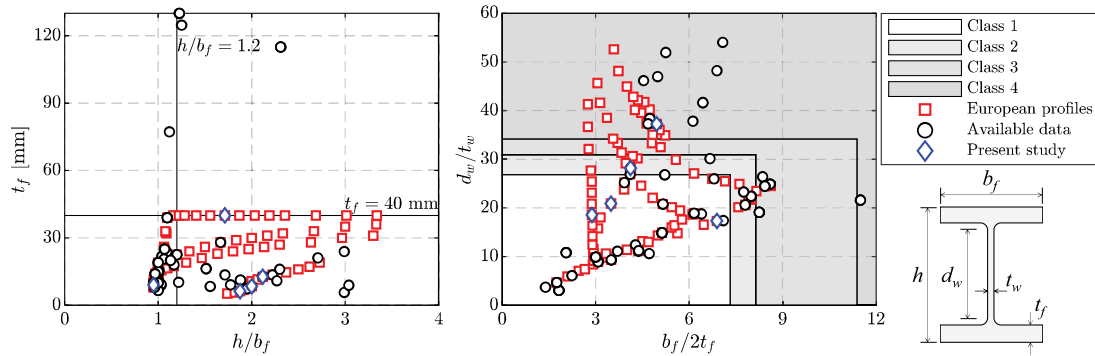 130
90
60
30
0
0
1
2
3
4
t_f [mm]
h/b_f
h/b_f = 1.2
t_f = 40 mm
60
50
40
30
20
10
0
0
3
6
9
12
d_w/t_w
b_f/2t_f
Class 1
Class 2
Class 3
Class 4
European profiles
Available data
Present study
b_f
h
d_w
t_w
t_f